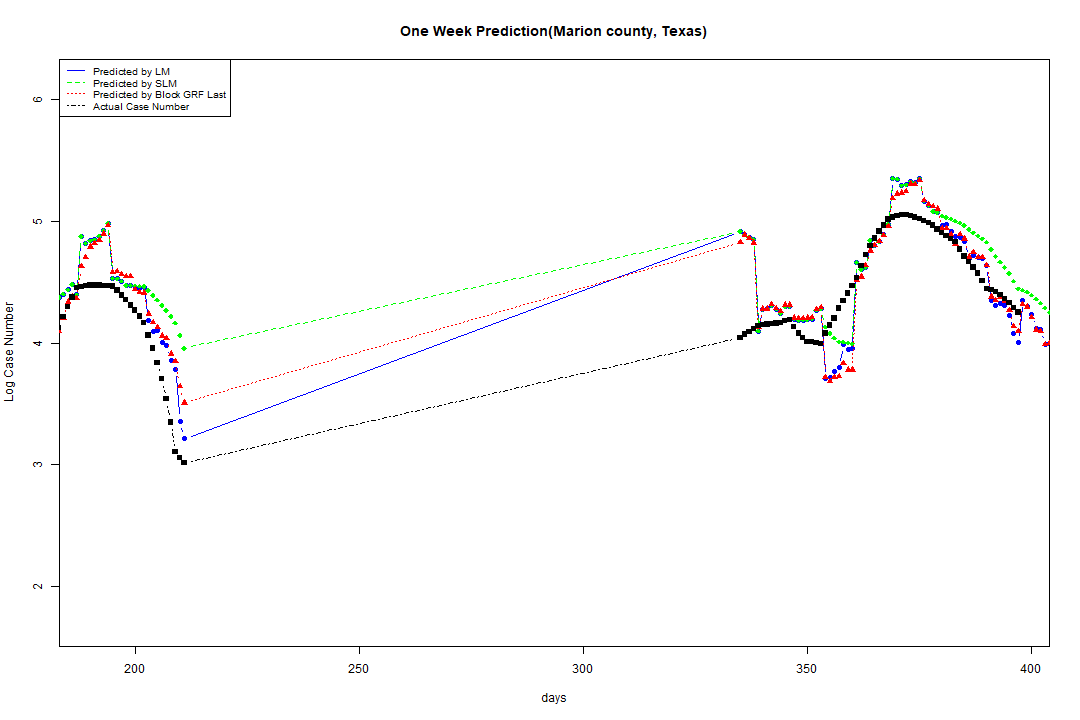 One Week Prediction(Marion county, Texas)
Predicted by LM
Predicted by SLM
Predicted by Block GRF Last
Actual Case Number
6
5
4
3
2
Log Case Number
200 250 300 350 400
days